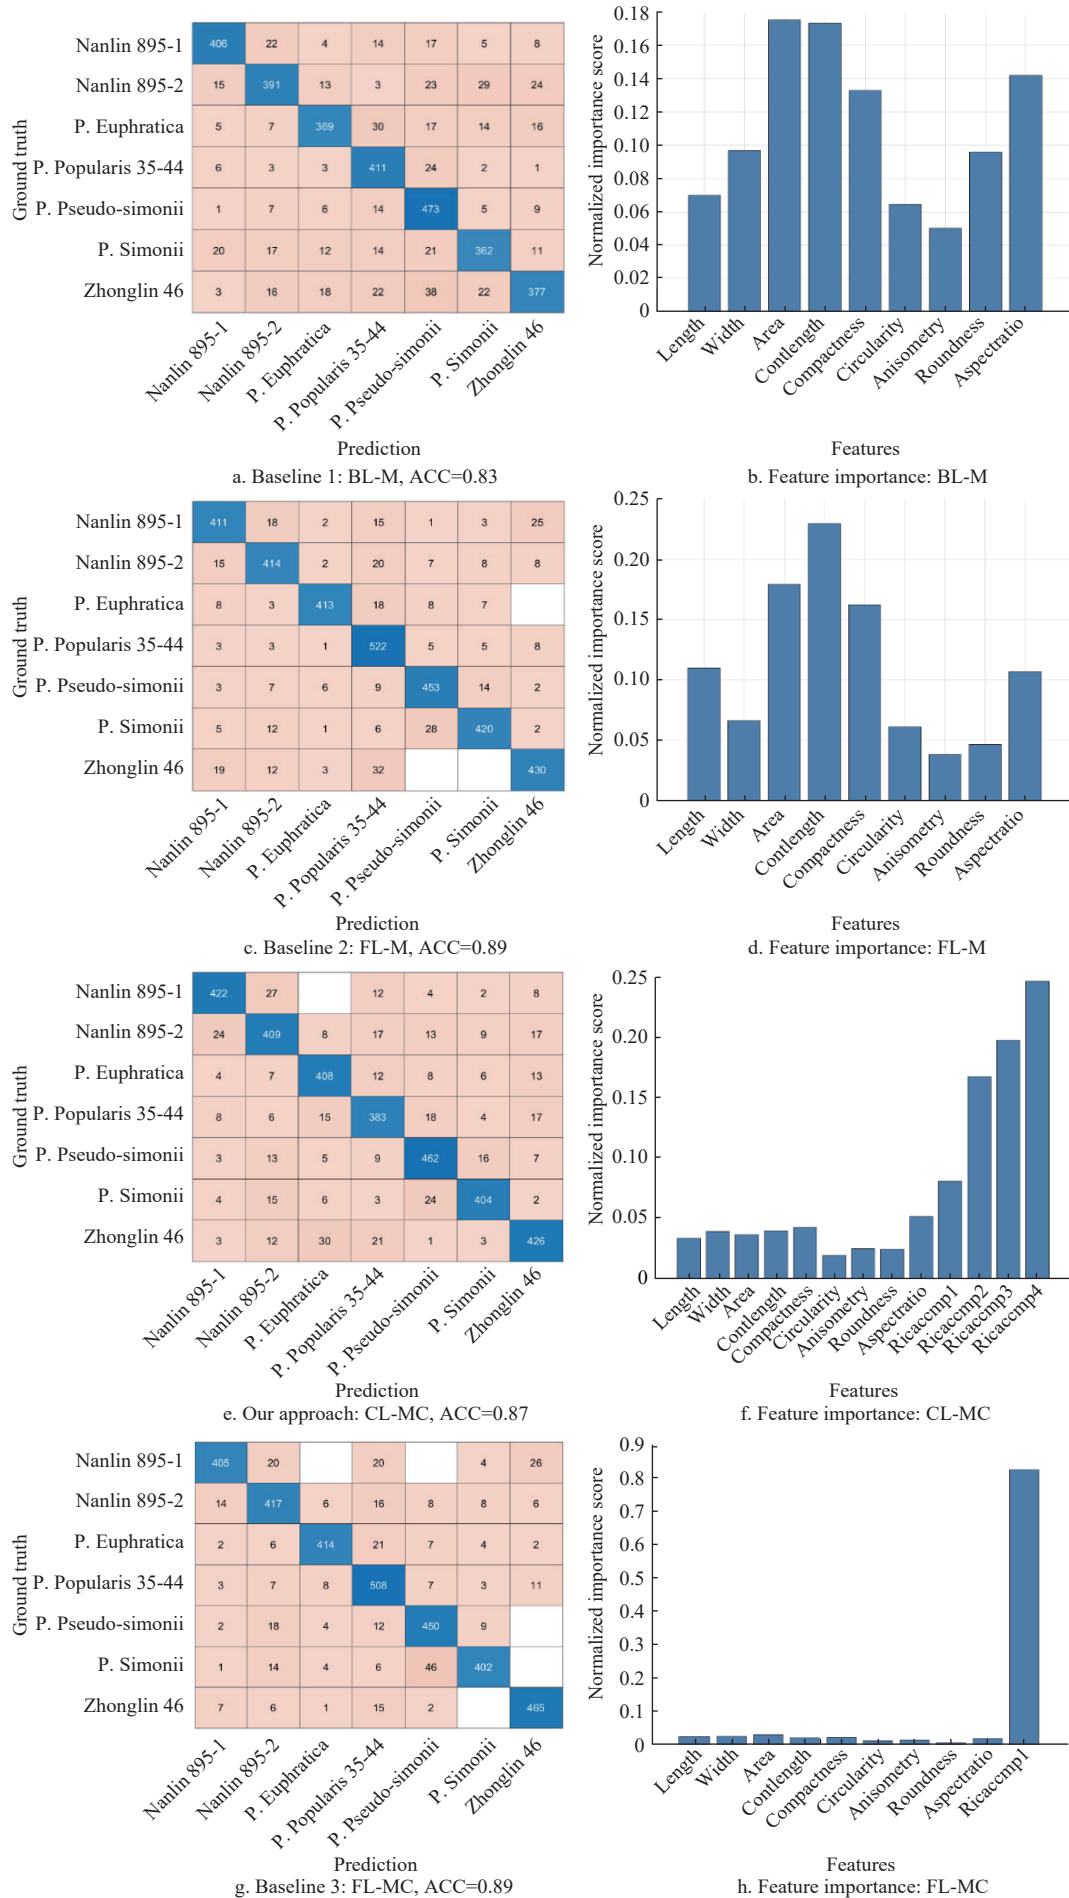 Ground truth
Nanlin 895-1 406 22 4 14 17 5 8
Nanlin 895-2 15 391 13 3 23 29 24
P. Euphratica 5 7 369 30 17 14 16
P. Popularis 35-44 6 3 3 411 24 2 1
P. Pseudo-simonii 1 7 6 14 473 5 9
P. Simonii 20 17 12 14 21 362 11
Zhonglin 46 3 16 18 22 38 22 377
Nanlin 895-1 Nanlin 895-2 P. Euphratica P. Popularis 35-44 P. Pseudo-simonii P. Simonii Zhonglin 46
Prediction
a. Baseline 1: BL-M, ACC=0.83
Normalized importance score
0.18
0.16
0.14
0.12
0.10
0.08
0.06
0.04
0.02
0
Length Width Area Contlength Compactness Circularity Anisometry Roundness Aspectratio
Features
b. Feature importance: BL-M
Ground truth
Nanlin 895-1 411 18 2 15 1 3 25
Nanlin 895-2 15 414 2 20 7 8 8
P. Euphratica 8 3 413 18 8 7
P. Popularis 35-44 3 3 1 522 5 5 8
P. Pseudo-simonii 3 7 6 9 453 14 2
P. Simonii 5 12 1 6 28 420 2
Zhonglin 46 19 12 3 32 430
Nanlin 895-1 Nanlin 895-2 P. Euphratica P. Popularis 35-44 P. Pseudo-simonii P. Simonii Zhonglin 46
Prediction
c. Baseline 2: FL-M, ACC=0.89
Normalized importance score
0.25
0.20
0.15
0.10
0.05
0
Length Width Area Contlength Compactness Circularity Anisometry Roundness Aspectratio
Features
d. Feature importance: FL-M
Ground truth
Nanlin 895-1 422 27 12 4 2 8
Nanlin 895-2 24 409 8 17 13 9 17
P. Euphratica 4 7 408 12 8 6 13
P. Popularis 35-44 8 6 15 383 18 4 17
P. Pseudo-simonii 3 13 5 9 462 16 7
P. Simonii 4 15 6 3 24 404 2
Zhonglin 46 3 12 30 21 1 3 426
Nanlin 895-1 Nanlin 895-2 P. Euphratica P. Popularis 35-44 P. Pseudo-simonii P. Simonii Zhonglin 46
Prediction
e. Our approach: CL-MC, ACC=0.87
Normalized importance score
0.25
0.20
0.15
0.10
0.05
0
Length Width Area Contlength Compactness Circularity Anisometry Roundness Aspectratio Ricaccmp1 Ricaccmp2 Ricaccmp3 Ricaccmp4
Features
f. Feature importance: CL-MC
Ground truth
Nanlin 895-1 405 20 20 4 26
Nanlin 895-2 14 417 6 16 8 8 6
P. Euphratica 2 6 414 21 7 4 2
P. Popularis 35-44 3 7 8 508 7 3 11
P. Pseudo-simonii 2 18 4 12 450 9
P. Simonii 1 14 4 6 46 402
Zhonglin 46 7 6 1 15 2 465
Nanlin 895-1 Nanlin 895-2 P. Euphratica P. Popularis 35-44 P. Pseudo-simonii P. Simonii Zhonglin 46
Prediction
g. Baseline 3: FL-MC, ACC=0.89
Normalized importance score
0.9
0.8
0.7
0.6
0.5
0.4
0.3
0.2
0.1
0
Length Width Area Contlength Compactness Circularity Anisometry Roundness Aspectratio Ricaccmp1
Features
h. Feature importance: FL-MC